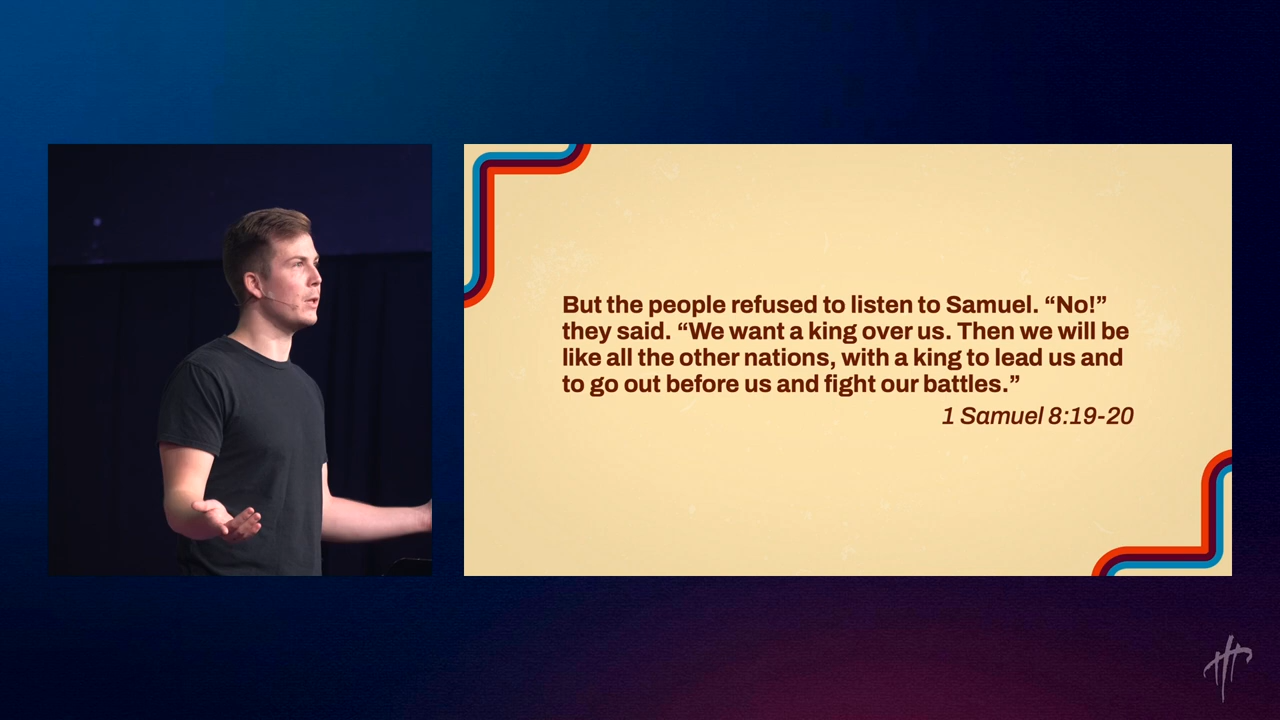 But the people refused to listen to Samuel. “No!”
they said. “We want a king over us. Then we will be
like all the other nations, with a king to lead us and
to go out before us and fight our battles.”
1 Samuel 8:19-20